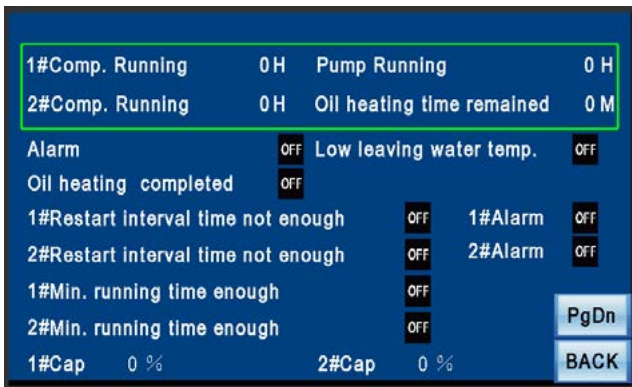 1#Comp. Running 0H Pump Running 0 H
2#Comp. Running 0H Oil heating time remained 0 M
Alarm OFF Low leaving water temp. OFF
Oil heating completed OFF
1#Restart interval time not enough OFF 1#Alarm OFF
2#Restart interval time not enough OFF 2#Alarm OFF
1#Min. running time enough OFF
2#Min. running time enough OFF
PgDn
1#Cap 0 % 2#Cap 0 % BACK